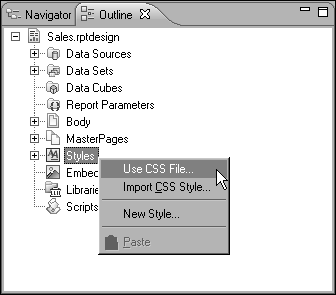 Navigator
Outline
Sales.rptdesign
Data Sources
Data Sets
Data Cubes
Report Parameters
Body
MasterPages
Styles
Use CSS File...
Embed
Import CSS Style...
Librarie
Scripts
New Style...
Paste